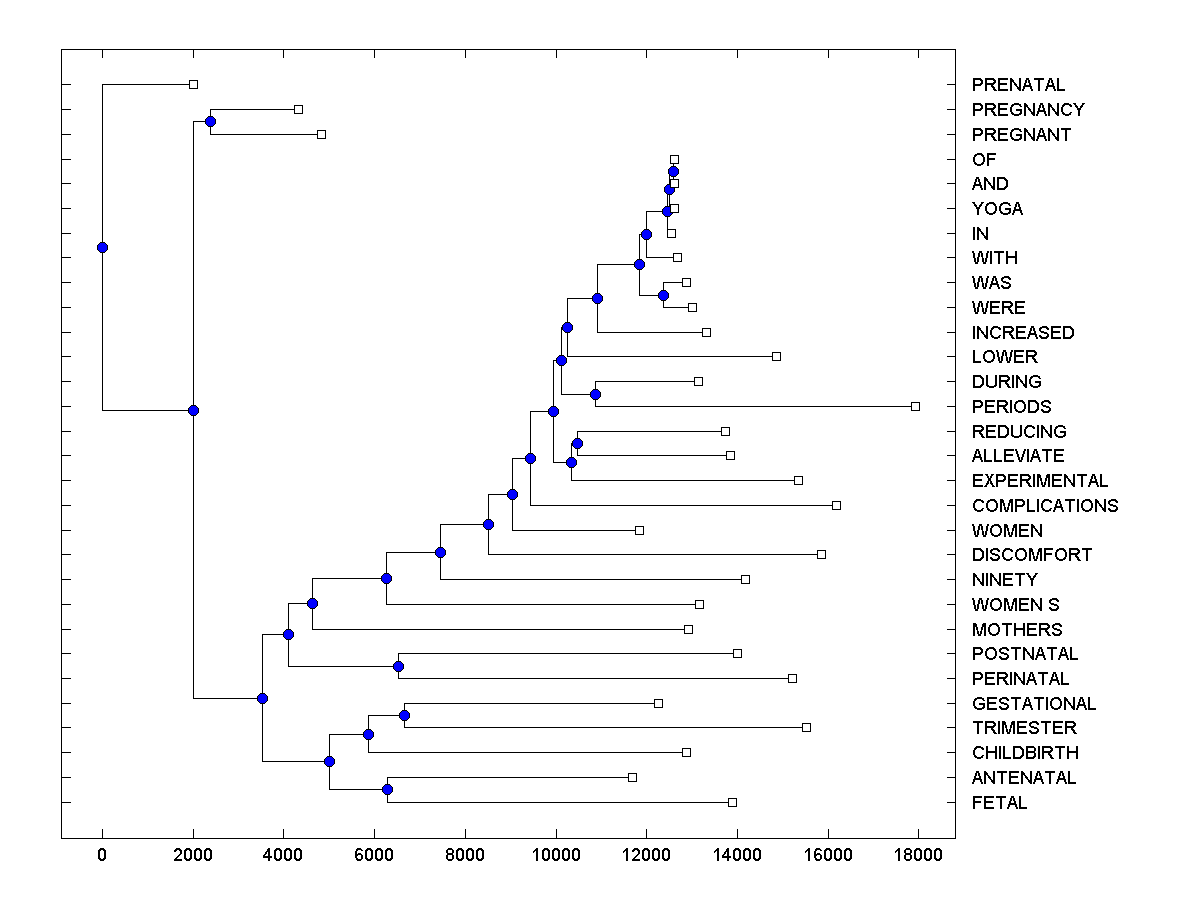 PRENATAL
PREGNANCY
PREGNANT
OF
AND
YOGA
IN
WITH
WAS
WERE
INCREASED
LOWER
DURING
PERIODS
REDUCING
ALLEVIATE
EXPERIMENTAL
COMPLICATIONS
WOMEN
DISCOMFORT
NINETY
WOMEN S
MOTHERS
POSTNATAL
PERINATAL
GESTATIONAL
TRIMESTER
CHILDBIRTH
ANTENATAL
FETAL
0 2000 4000 6000 8000 10000 12000 14000 16000 18000